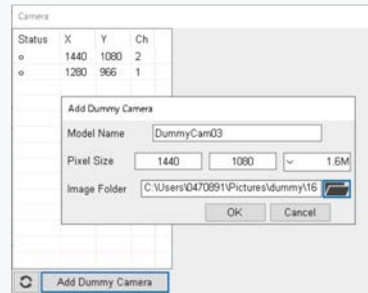 Camera
Status X Y Ch
o 1440 1080 2
o 1280 966 1
Add Dummy Camera
Model Name DummyCam03
Pixel Size 1440 1080 1.6M
Image Folder C:\Users\0470891\Pictures\dummy\16
OK Cancel
Add Dummy Camera